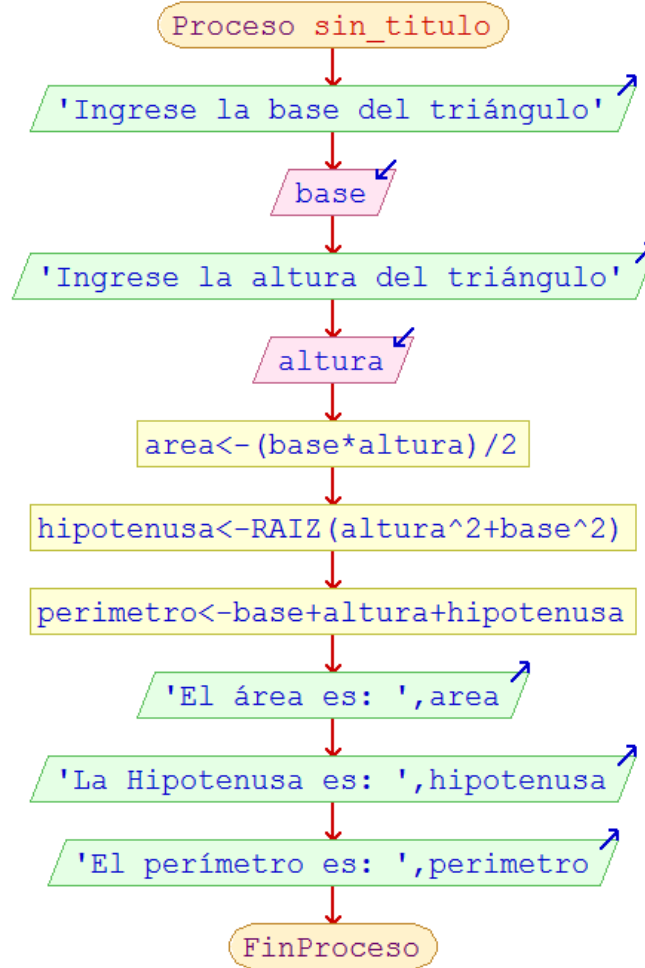 Proceso sin_titulo
'Ingrese la base del triángulo'
base
'Ingrese la altura del triángulo'
altura
area<-(base*altura)/2
hipotenusa<-RAIZ(altura^2+base^2)
perimetro<-base+altura+hipotenusa
'El área es: ',area
'La Hipotenusa es: ',hipotenusa
'El perímetro es: ',perimetro
FinProceso